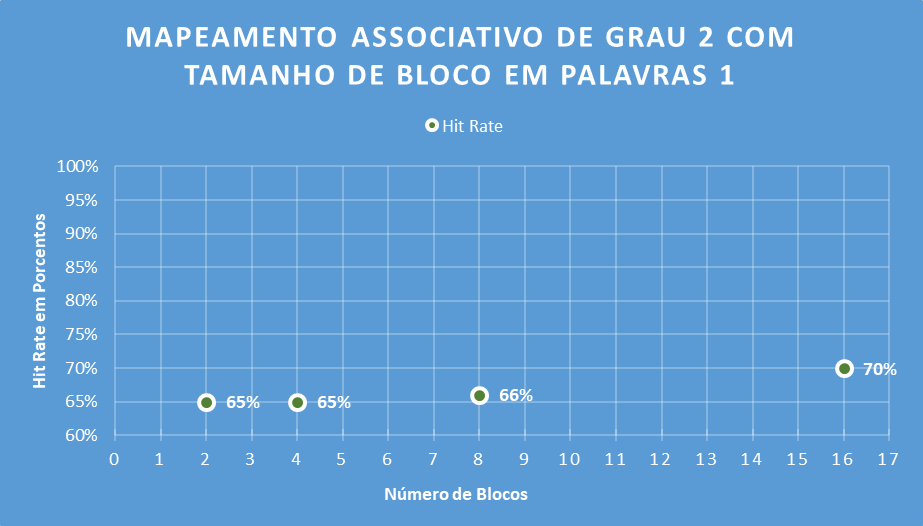 MAPEAMENTO ASSOCIATIVO DE GRAU 2 COM
TAMANHO DE BLOCO EM PALAVRAS 1
Hit Rate
Hit Rate em Porcentos
100%
95%
90%
85%
80%
75%
70%
65%
60%
65%
65%
66%
70%
0 1 2 3 4 5 6 7 8 9 10 11 12 13 14 15 16 17
Número de Blocos